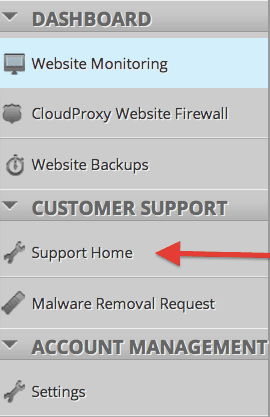 DASHBOARD
Website Monitoring
CloudProxy Website Firewall
Website Backups
CUSTOMER SUPPORT
Support Home
Malware Removal Request
ACCOUNT MANAGEMENT
Settings